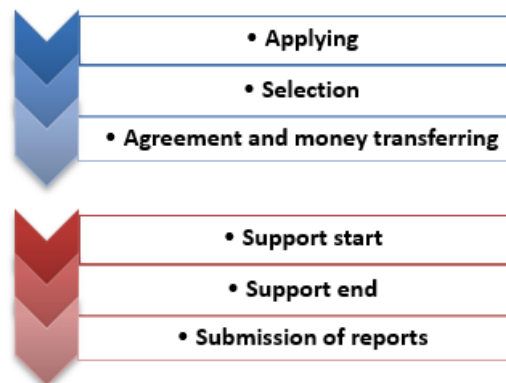 • Applying
• Selection
• Agreement and money transferring
• Support start
• Support end
• Submission of reports